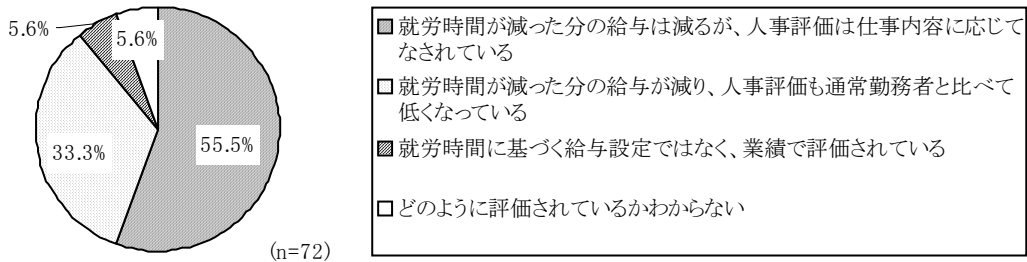 5.6%
5.6%
33.3%
55.5%
(n=72)
就労時間が減った分の給与は減るが、人事評価は仕事内容に応じて
なされている
就労時間が減った分の給与が減り、人事評価も通常勤務者と比べて
低くなっている
就労時間に基づく給与設定ではなく、業績で評価されている
どのように評価されているかわからない